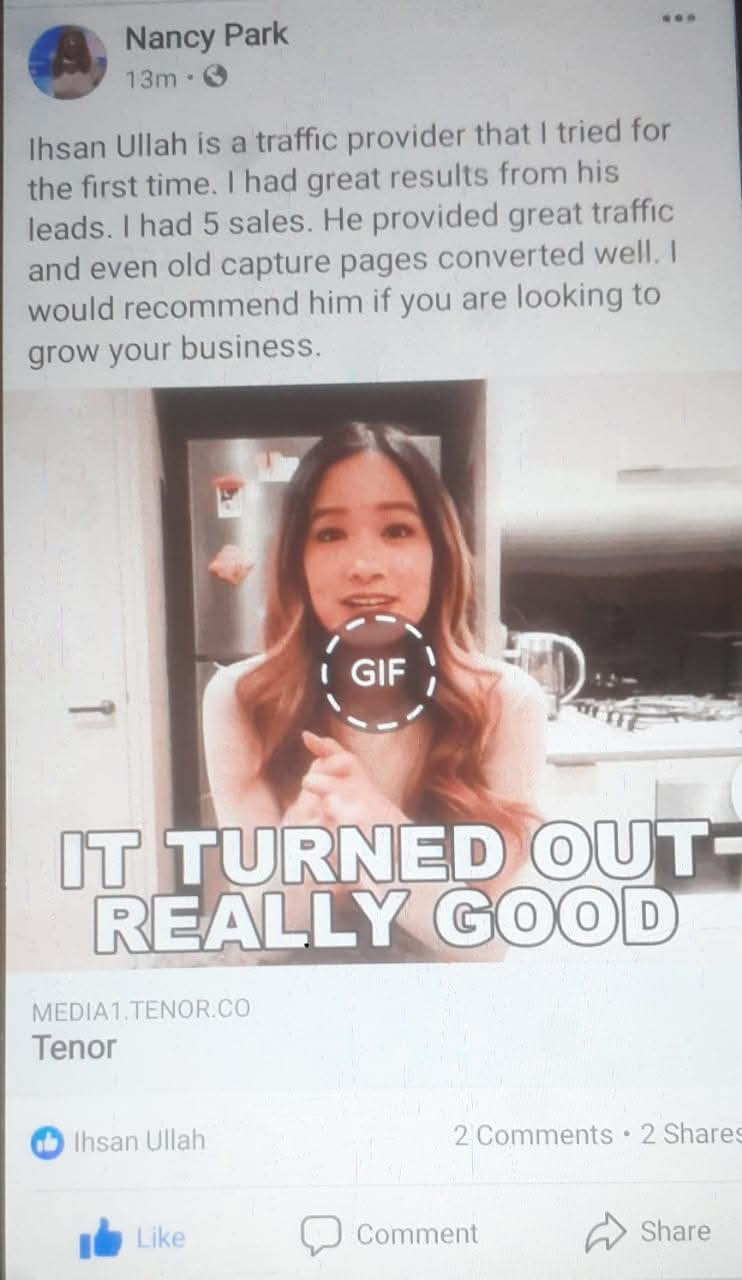 Nancy Park
13m ·
Ihsan Ullah is a traffic provider that I tried for
the first time. I had great results from his
leads. I had 5 sales. He provided great traffic
and even old capture pages converted well. I
would recommend him if you are looking to
grow your business.
GIF
IT TURNED OUT
REALLY GOOD
MEDIA1.TENOR.CO
Tenor
Ihsan Ullah 2 Comments · 2 Shares
Like Comment Share